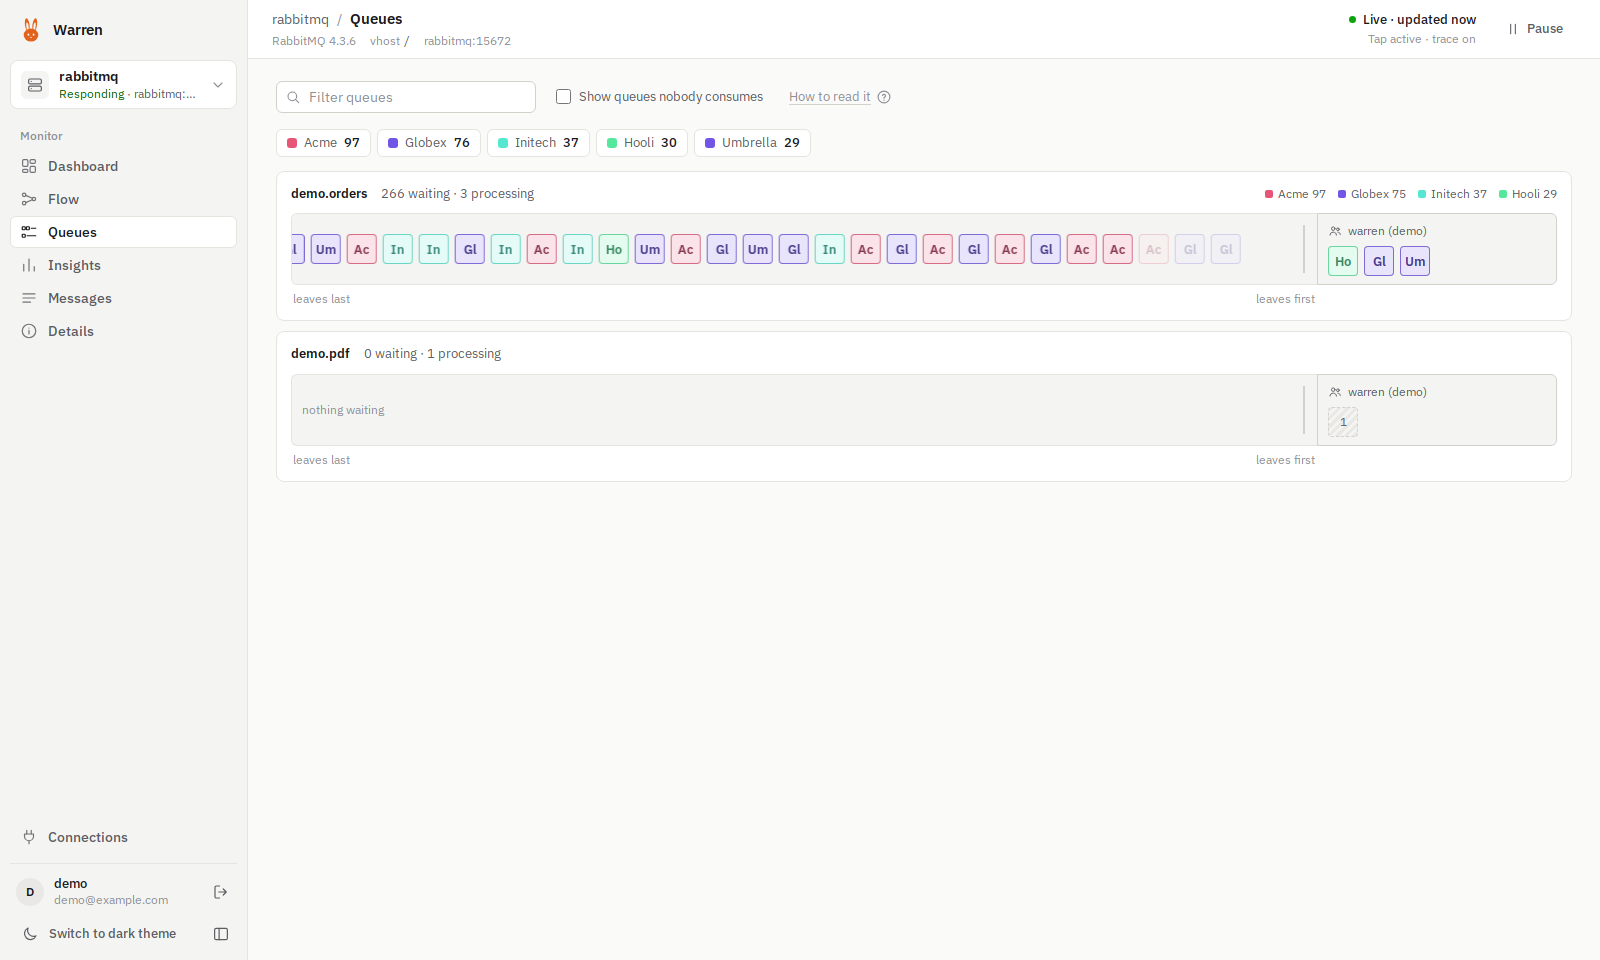 Warren
rabbitmq
Responding · rabbitmq:...
Monitor
Dashboard
Flow
Queues
Insights
Messages
Details
Connections
D
demo
demo@example.com
Switch to dark theme
rabbitmq / Queues
RabbitMQ 4.3.6 vhost / rabbitmq:15672
Live · updated now
Tap active · trace on
Pause
Filter queues
Show queues nobody consumes
How to read it ?
Acme 97 Globex 76 Initech 37 Hooli 30 Umbrella 29
demo.orders 266 waiting · 3 processing
Acme 97 Globex 75 Initech 37 Hooli 29
Um Ac In In Gl In Ac In Ho Um Ac Gl Um Gl In Ac Gl Ac Gl Ac Gl Ac Ac Ac Gl Gl
warren (demo)
Ho Gl Um
leaves last
leaves first
demo.pdf 0 waiting · 1 processing
nothing waiting
warren (demo)
1
leaves last
leaves first